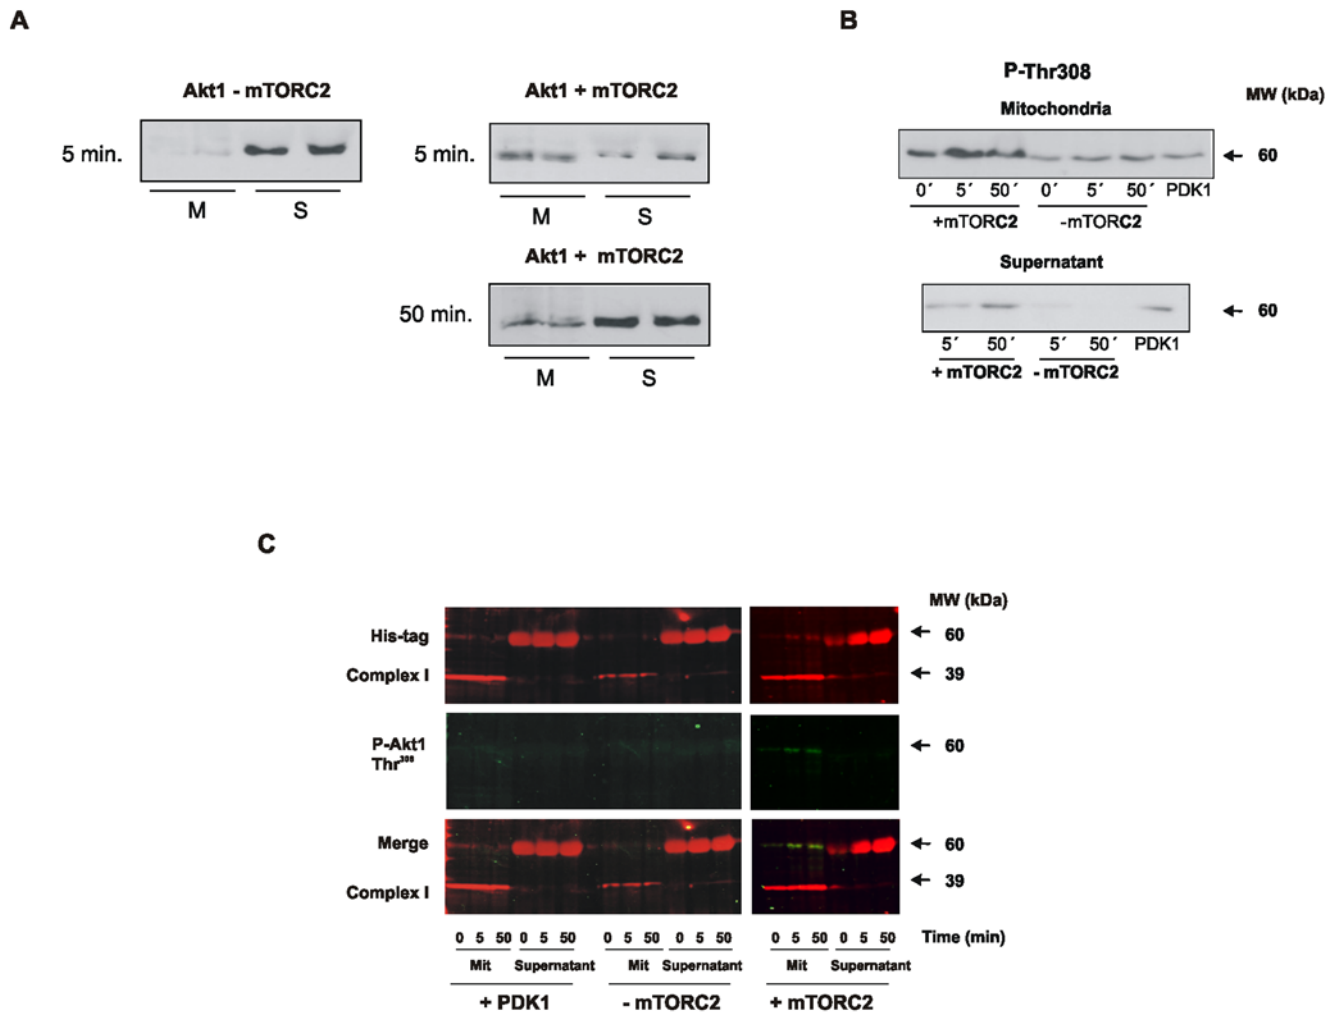 A
B
Akt1 - mTORC2
5 min.
M S
Akt1 + mTORC2
5 min.
M S
Akt1 + mTORC2
50 min.
M S
P-Thr308
MW (kDa)
Mitochondria
60
0´ 5´ 50´ 0´ 5´ 50´ PDK1
+mTORC2 -mTORC2
Supernatant
60
5´ 50´ 5´ 50´ PDK1
+ mTORC2 - mTORC2
C
MW (kDa)
His-tag 60
Complex I 39
P-Akt1 60
Thr³⁰⁸
Merge 60
Complex I 39
0 5 50 0 5 50 0 5 50 0 5 50 0 5 50 0 5 50 Time (min)
Mit Supernatant Mit Supernatant Mit Supernatant
+ PDK1 - mTORC2 + mTORC2